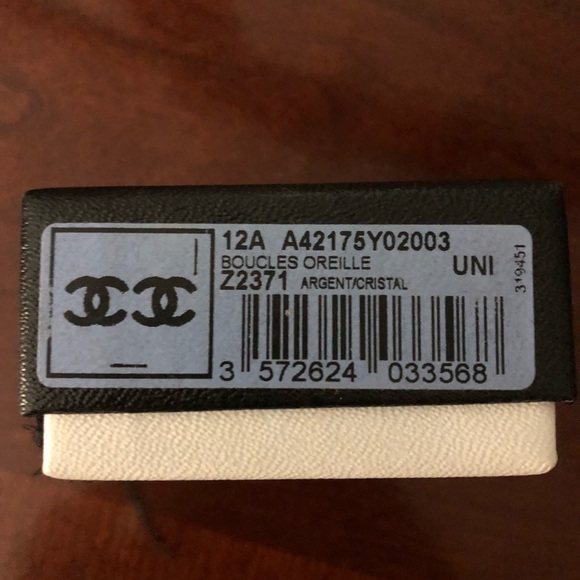 12A A42175Y02003
BOUCLES OREILLE UNI
Z2371 ARGENT/CRISTAL
3 572624 033568
319451